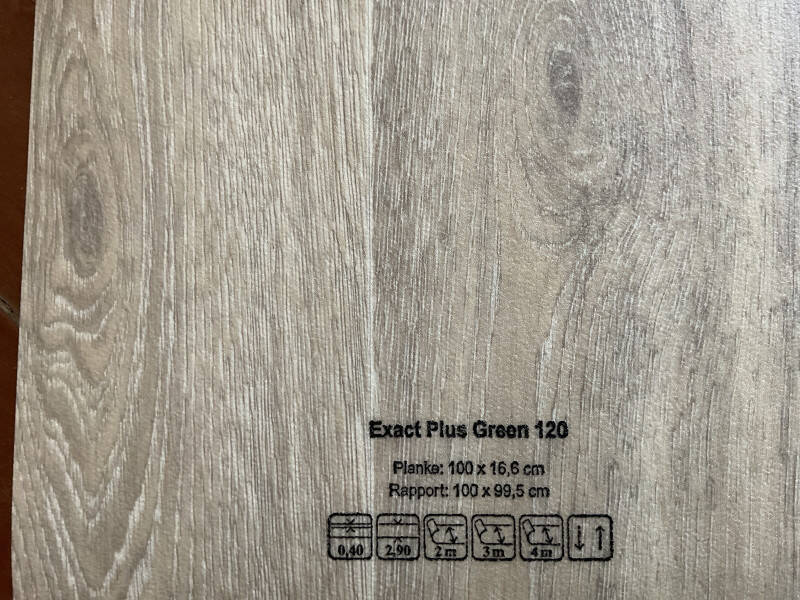 Exact Plus Green 120
Planke: 100 x 16,6 cm
Rapport: 100 x 99,5 cm
0,40 2,90 2 m 3 m 4 m